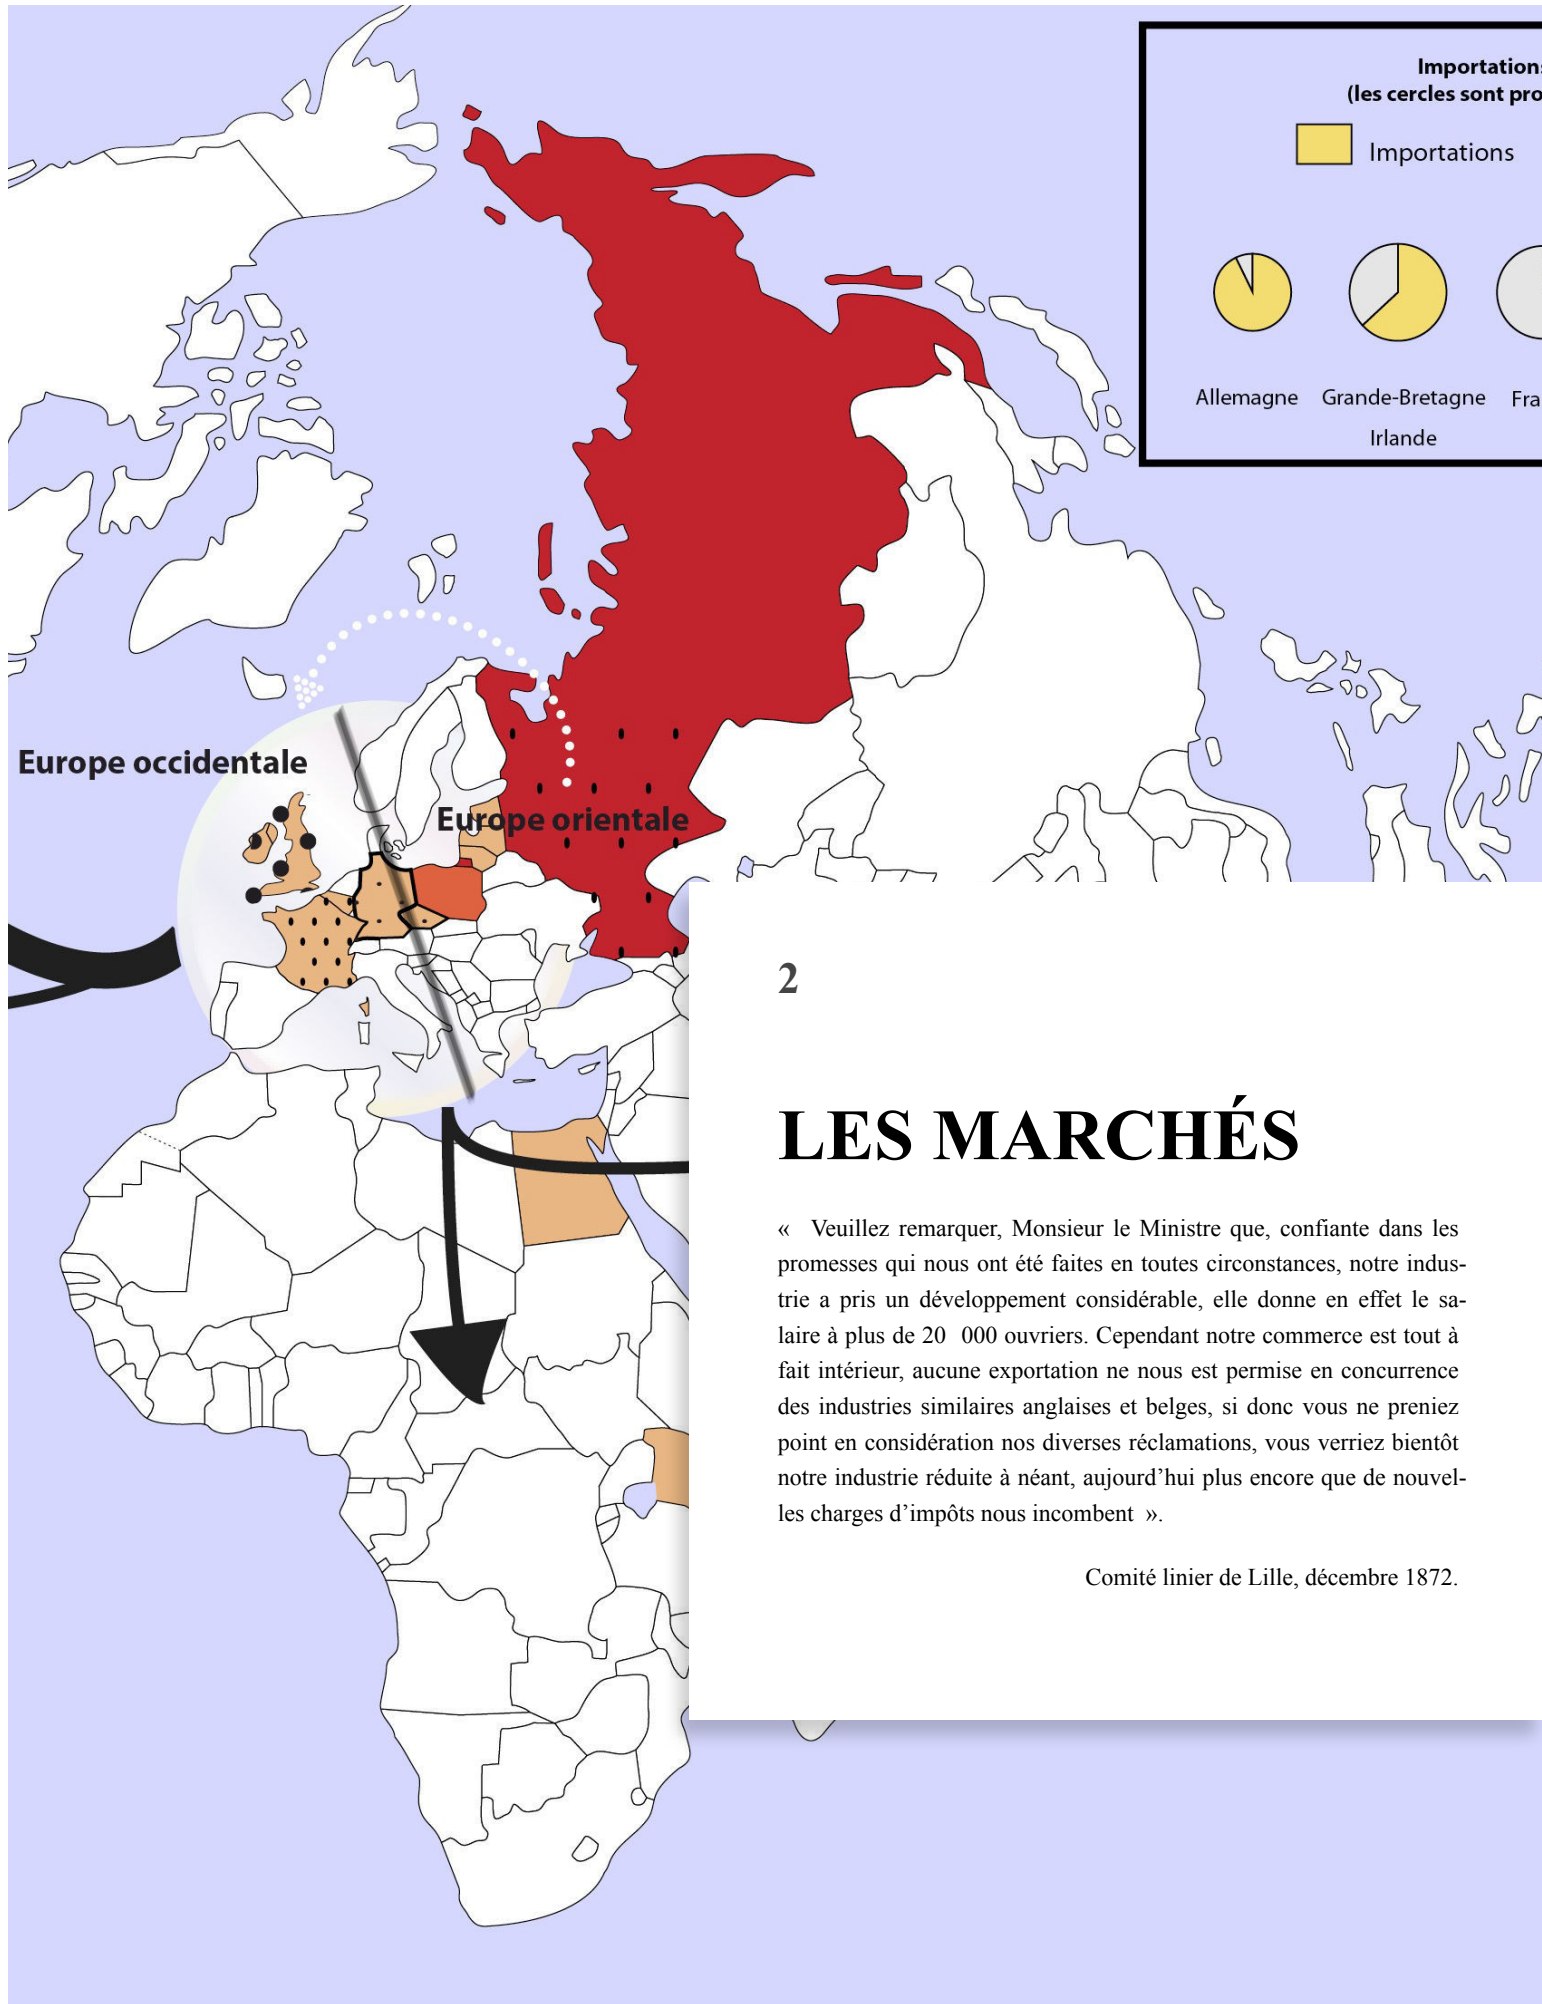 Importations
(les cercles sont pro
Importations
Allemagne
Grande-Bretagne
Irlande
Fra
Europe occidentale
Europe orientale
2
LES MARCHÉS
« Veuillez remarquer, Monsieur le Ministre que, confiante dans les
promesses qui nous ont été faites en toutes circonstances, notre indus-
trie a pris un développement considérable, elle donne en effet le sa-
laire à plus de 20 000 ouvriers. Cependant notre commerce est tout à
fait intérieur, aucune exportation ne nous est permise en concurrence
des industries similaires anglaises et belges, si donc vous ne preniez
point en considération nos diverses réclamations, vous verriez bientôt
notre industrie réduite à néant, aujourd’hui plus encore que de nouvel-
les charges d’impôts nous incombent ».
Comité linier de Lille, décembre 1872.